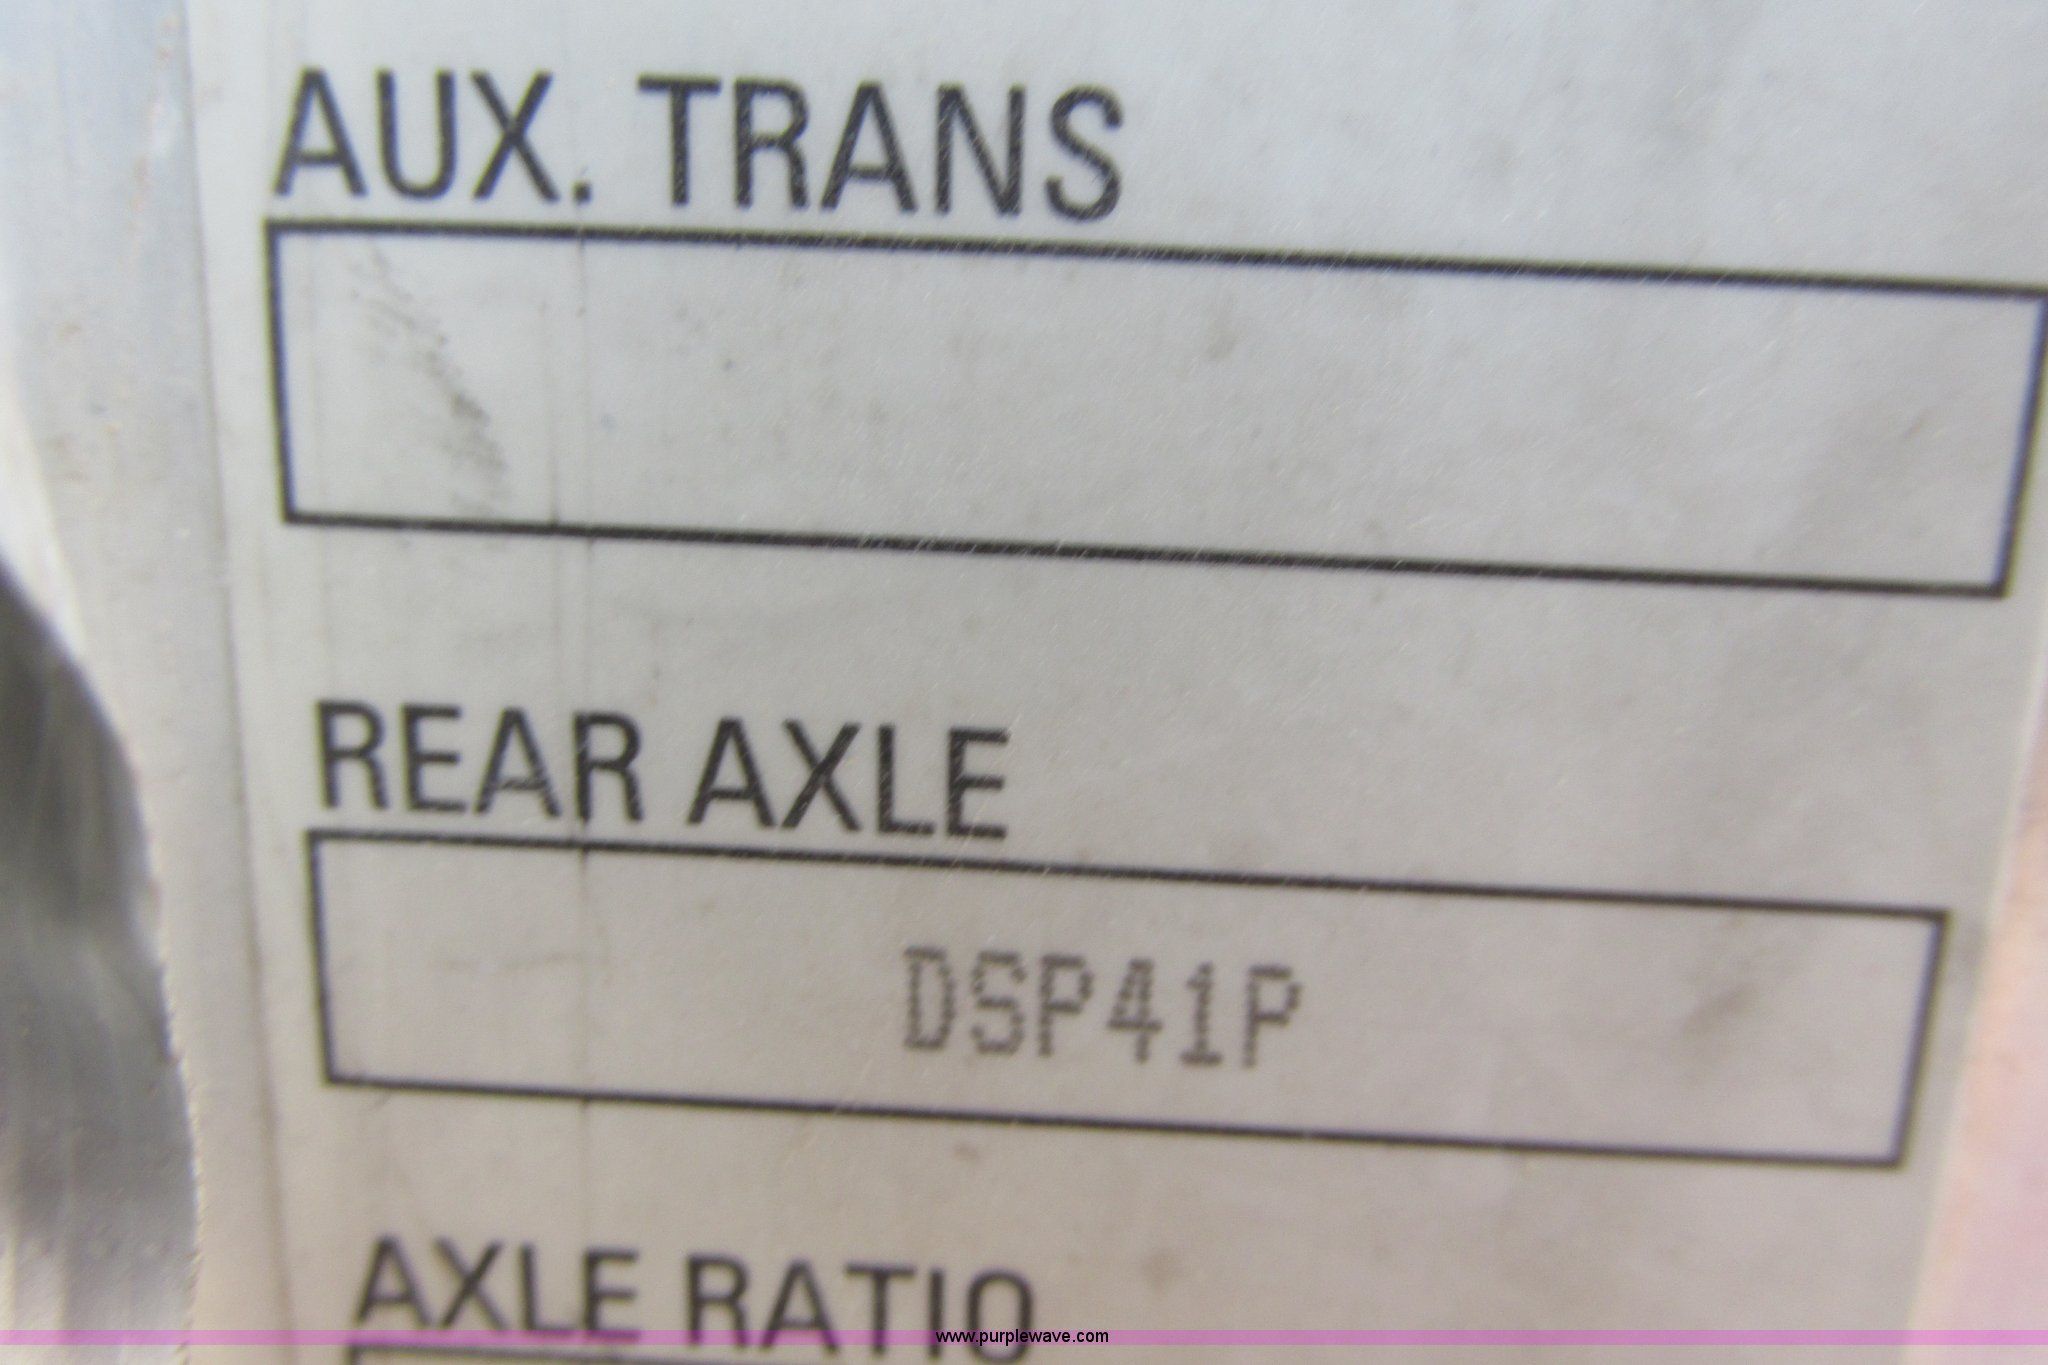 AUX. TRANS
REAR AXLE
DSP41P
AXLE RATIO
www.purplewave.com